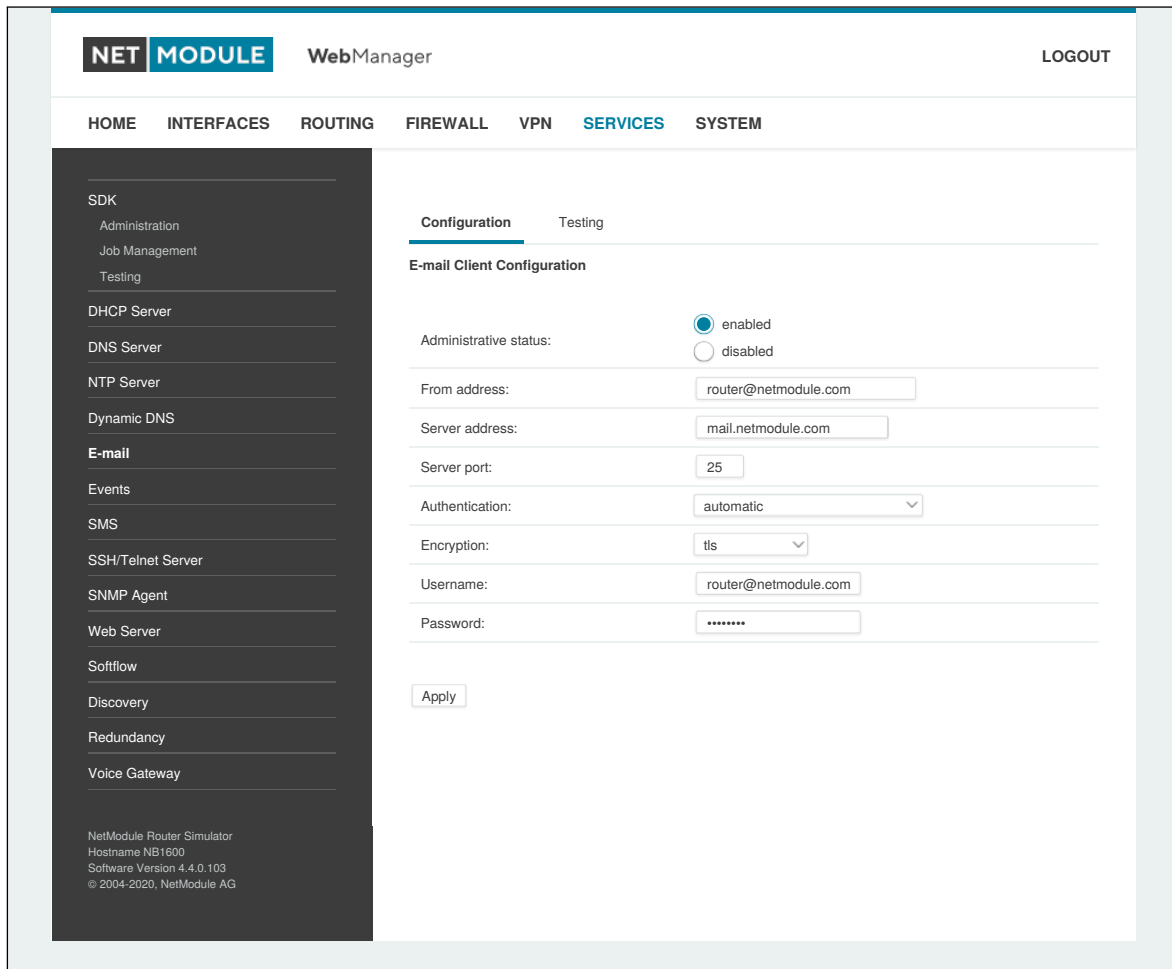 NET MODULE WebManager LOGOUT
HOME INTERFACES ROUTING FIREWALL VPN SERVICES SYSTEM
SDK
Administration
Job Management
Testing
DHCP Server
DNS Server
NTP Server
Dynamic DNS
E-mail
Events
SMS
SSH/Telnet Server
SNMP Agent
Web Server
Softflow
Discovery
Redundancy
Voice Gateway
NetModule Router Simulator
Hostname NB1600
Software Version 4.4.0.103
© 2004-2020, NetModule AG
Configuration Testing
E-mail Client Configuration
Administrative status:
enabled
disabled
From address: router@netmodule.com
Server address: mail.netmodule.com
Server port: 25
Authentication: automatic
Encryption: tls
Username: router@netmodule.com
Password: ••••••••
Apply